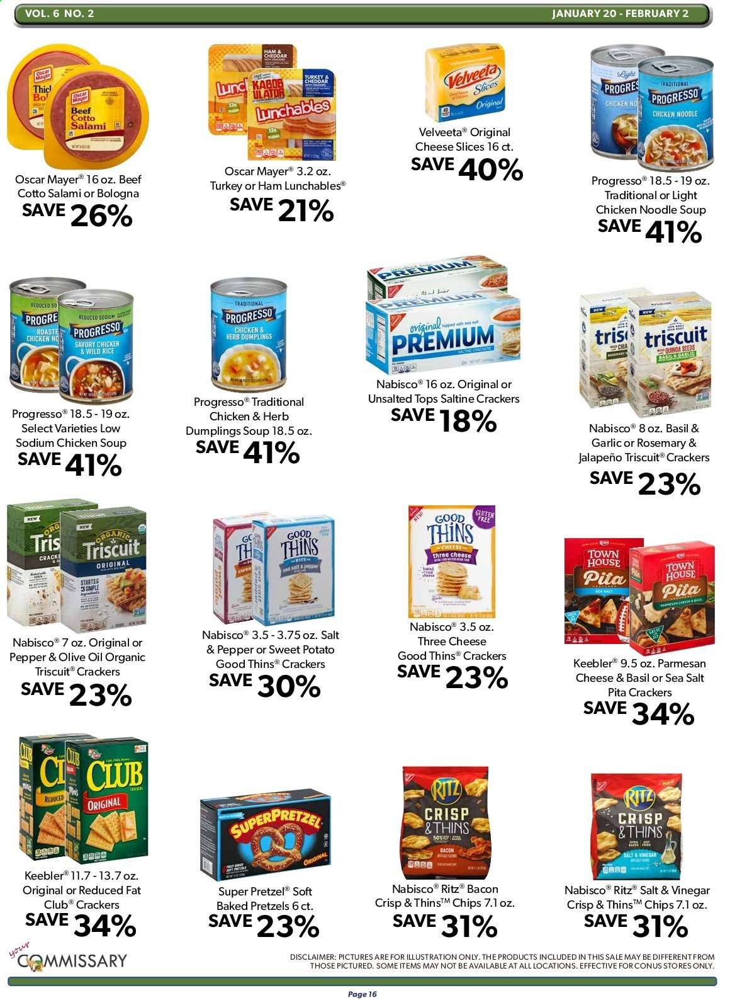 VOL. 6 NO. 2
JANUARY 20 - FEBRUARY 2
Oscar Mayer® 16 oz. Beef
Cotto Salami or Bologna
SAVE 26%
Oscar Mayer® 3.2 oz.
Turkey or Ham Lunchables®
SAVE 21%
Velveeta® Original
Cheese Slices 16 ct.
SAVE 40%
Progresso® 18.5 - 19 oz.
Traditional or Light
Chicken Noodle Soup
SAVE 41%
Progresso® 18.5 - 19 oz.
Select Varieties Low
Sodium Chicken Soup
SAVE 41%
Progresso® Traditional
Chicken & Herb
Dumplings Soup 18.5 oz.
SAVE 41%
Nabisco® 16 oz. Original or
Unsalted Tops Saltine Crackers
SAVE 18%
Nabisco® 8 oz. Basil &
Garlic or Rosemary &
Jalapeño Triscuit® Crackers
SAVE 23%
Nabisco® 7 oz. Original or
Pepper & Olive Oil Organic
Triscuit® Crackers
SAVE 23%
Nabisco® 3.5 - 3.75 oz. Salt
& Pepper or Sweet Potato
Good Thins® Crackers
SAVE 30%
Nabisco® 3.5 oz.
Three Cheese
Good Thins® Crackers
SAVE 23%
Keebler® 9.5 oz. Parmesan
Cheese & Basil or Sea Salt
Pita Crackers
SAVE 34%
Keebler® 11.7 - 13.7 oz.
Original or Reduced Fat
Club® Crackers
SAVE 34%
Super Pretzel® Soft
Baked Pretzels 6 ct.
SAVE 23%
Nabisco® Ritz® Bacon
Crisp & Thins™ Chips 7.1 oz.
SAVE 31%
Nabisco® Ritz® Salt & Vinegar
Crisp & Thins™ Chips 7.1 oz.
SAVE 31%
your
COMMISSARY
DISCLAIMER: PICTURES ARE FOR ILLUSTRATION ONLY. THE PRODUCTS INCLUDED IN THIS SALE MAY BE DIFFERENT FROM
THOSE PICTURED. SOME ITEMS MAY NOT BE AVAILABLE AT ALL LOCATIONS. EFFECTIVE FOR CONUS STORES ONLY.
Page 16